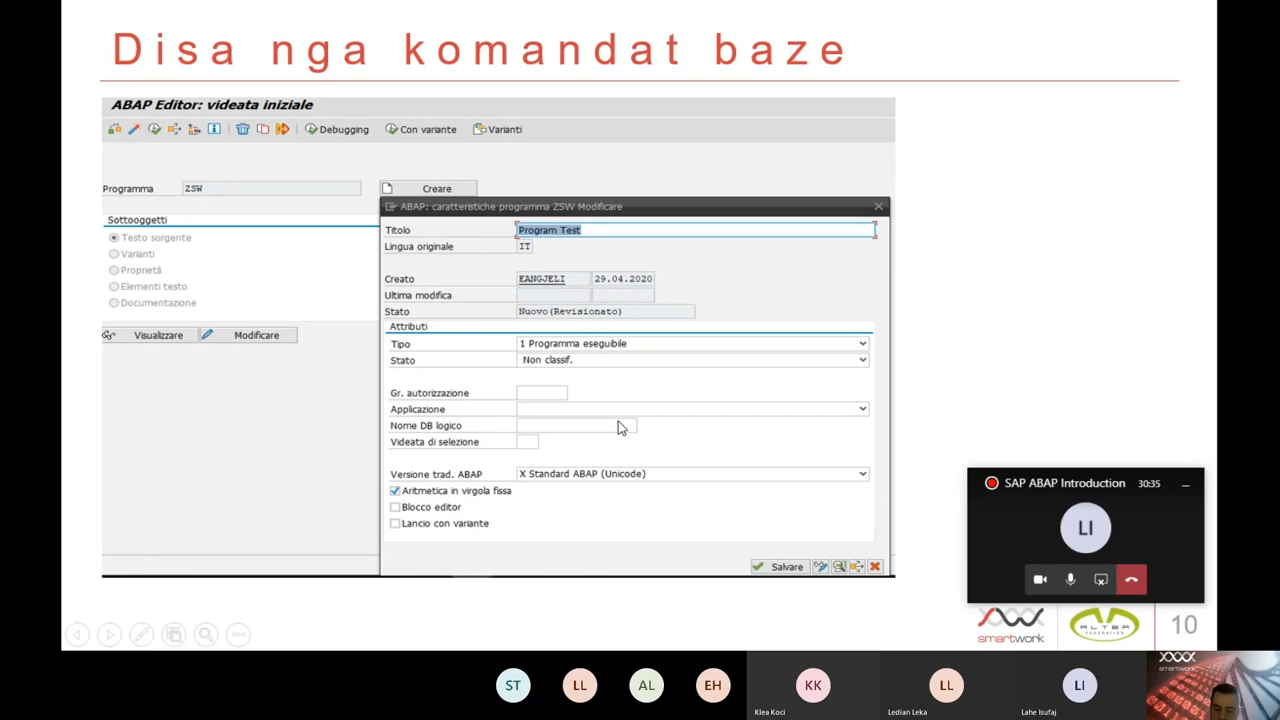 Disa nga komandat baze
ABAP Editor: videata iniziale
Debugging Con variante Varianti
Programma ZSW Creare
Sottooggetti
Testo sorgente
Varianti
Proprietà
Elementi testo
Documentazione
Visualizzare Modificare
ABAP: caratteristiche programma ZSW Modificare
Titolo Program Test
Lingua originale IT
Creato EANGJELI 29.04.2020
Ultima modifica
Stato Nuovo(Revisionato)
Attributi
Tipo 1 Programma eseguibile
Stato Non classif.
Gr. autorizzazione
Applicazione
Nome DB logico
Videata di selezione
Versione trad. ABAP X Standard ABAP (Unicode)
Aritmetica in virgola fissa
Blocco editor
Lancio con variante
Salvare
SAP ABAP Introduction 30:35
LI
smartwork
ALTEA
FEDERATION
10
ST LL AL EH KK LL LI
Klea Koci Ledian Leka Lahe Isufaj
smartwork